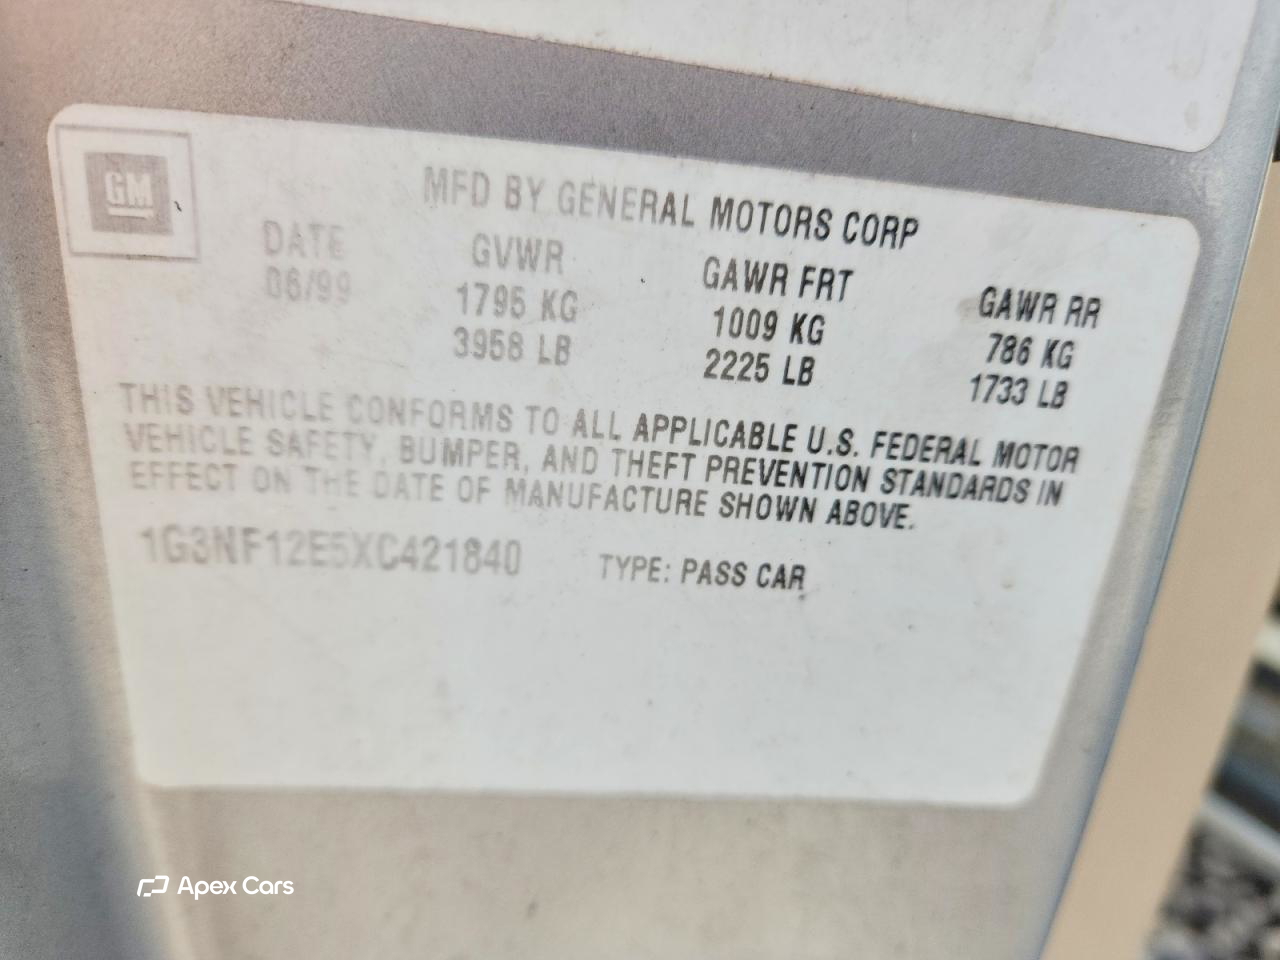 GM
MFD BY GENERAL MOTORS CORP
DATE GVWR GAWR FRT GAWR RR
06/99 1795 KG 1009 KG 786 KG
3958 LB 2225 LB 1733 LB
THIS VEHICLE CONFORMS TO ALL APPLICABLE U.S. FEDERAL MOTOR
VEHICLE SAFETY, BUMPER, AND THEFT PREVENTION STANDARDS IN
EFFECT ON THE DATE OF MANUFACTURE SHOWN ABOVE.
1G3NF12E5XC421840 TYPE: PASS CAR
Apex Cars